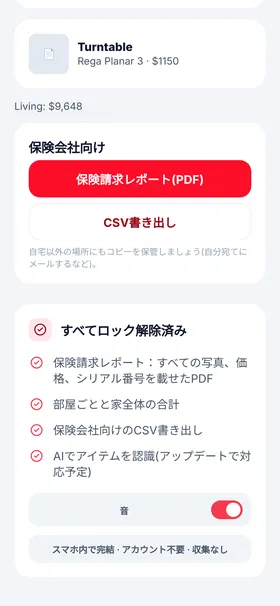 Turntable
Rega Planar 3 · $1150
Living: $9,648
保険会社向け
保険請求レポート(PDF)
CSV書き出し
自宅以外の場所にもコピーを保管しましょう(自分宛てに
メールするなど)。
すべてロック解除済み
保険請求レポート：すべての写真、価
格、シリアル番号を載せたPDF
部屋ごとと家全体の合計
保険会社向けのCSV書き出し
AIでアイテムを認識(アップデートで対
応予定)
音
スマホ内で完結 · アカウント不要 · 収集なし